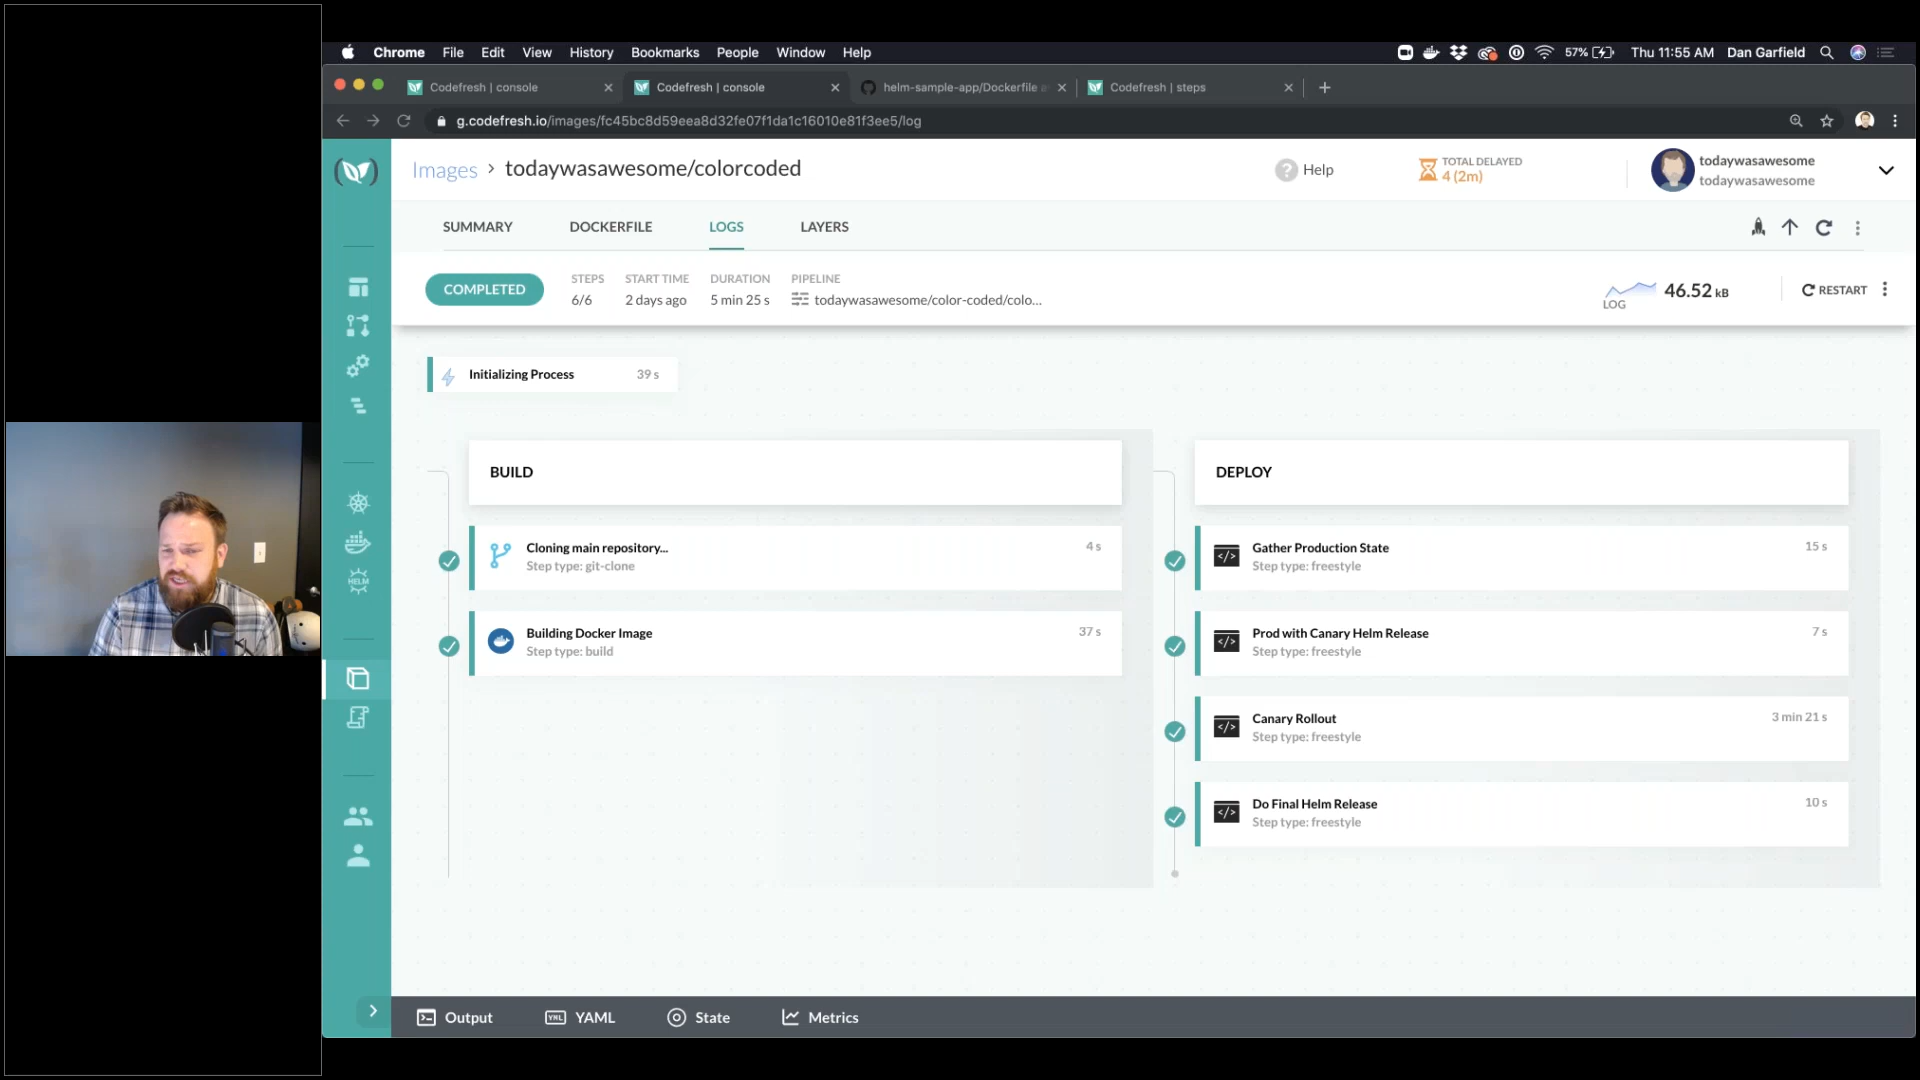 Chrome File Edit View History Bookmarks People Window Help
57% Thu 11:55 AM Dan Garfield
Codefresh | console
Codefresh | console
helm-sample-app/Dockerfile
Codefresh | steps
g.codefresh.io/images/fc45bc8d59eea8d32fe07f1da1c16010e81f3ee5/log
Images > todaywasawesome/colorcoded
Help
TOTAL DELAYED
4 (2m)
todaywasawesome
todaywasawesome
SUMMARY DOCKERFILE LOGS LAYERS
COMPLETED
STEPS
6/6
START TIME
2 days ago
DURATION
5 min 25 s
PIPELINE
todaywasawesome/color-coded/colo...
LOG
46.52 kB
RESTART
Initializing Process 39 s
BUILD
Cloning main repository... 4 s
Step type: git-clone
Building Docker Image 37 s
Step type: build
DEPLOY
Gather Production State 15 s
Step type: freestyle
Prod with Canary Helm Release 7 s
Step type: freestyle
Canary Rollout 3 min 21 s
Step type: freestyle
Do Final Helm Release 10 s
Step type: freestyle
HELM
Output YML YAML State Metrics